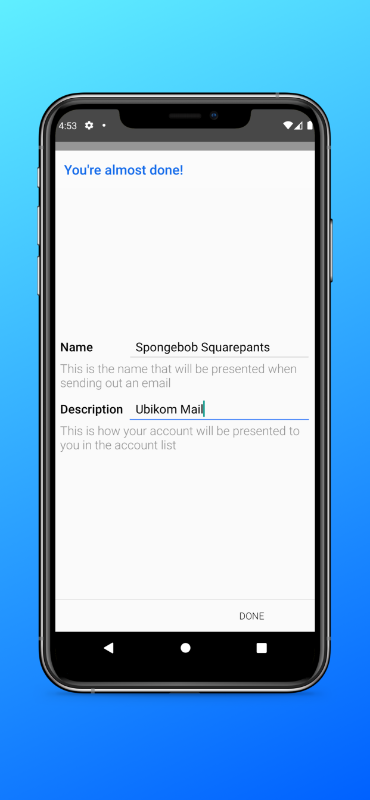 4:53
You're almost done!
Name Spongebob Squarepants
This is the name that will be presented when
sending out an email
Description Ubikom Mail
This is how your account will be presented to
you in the account list
DONE